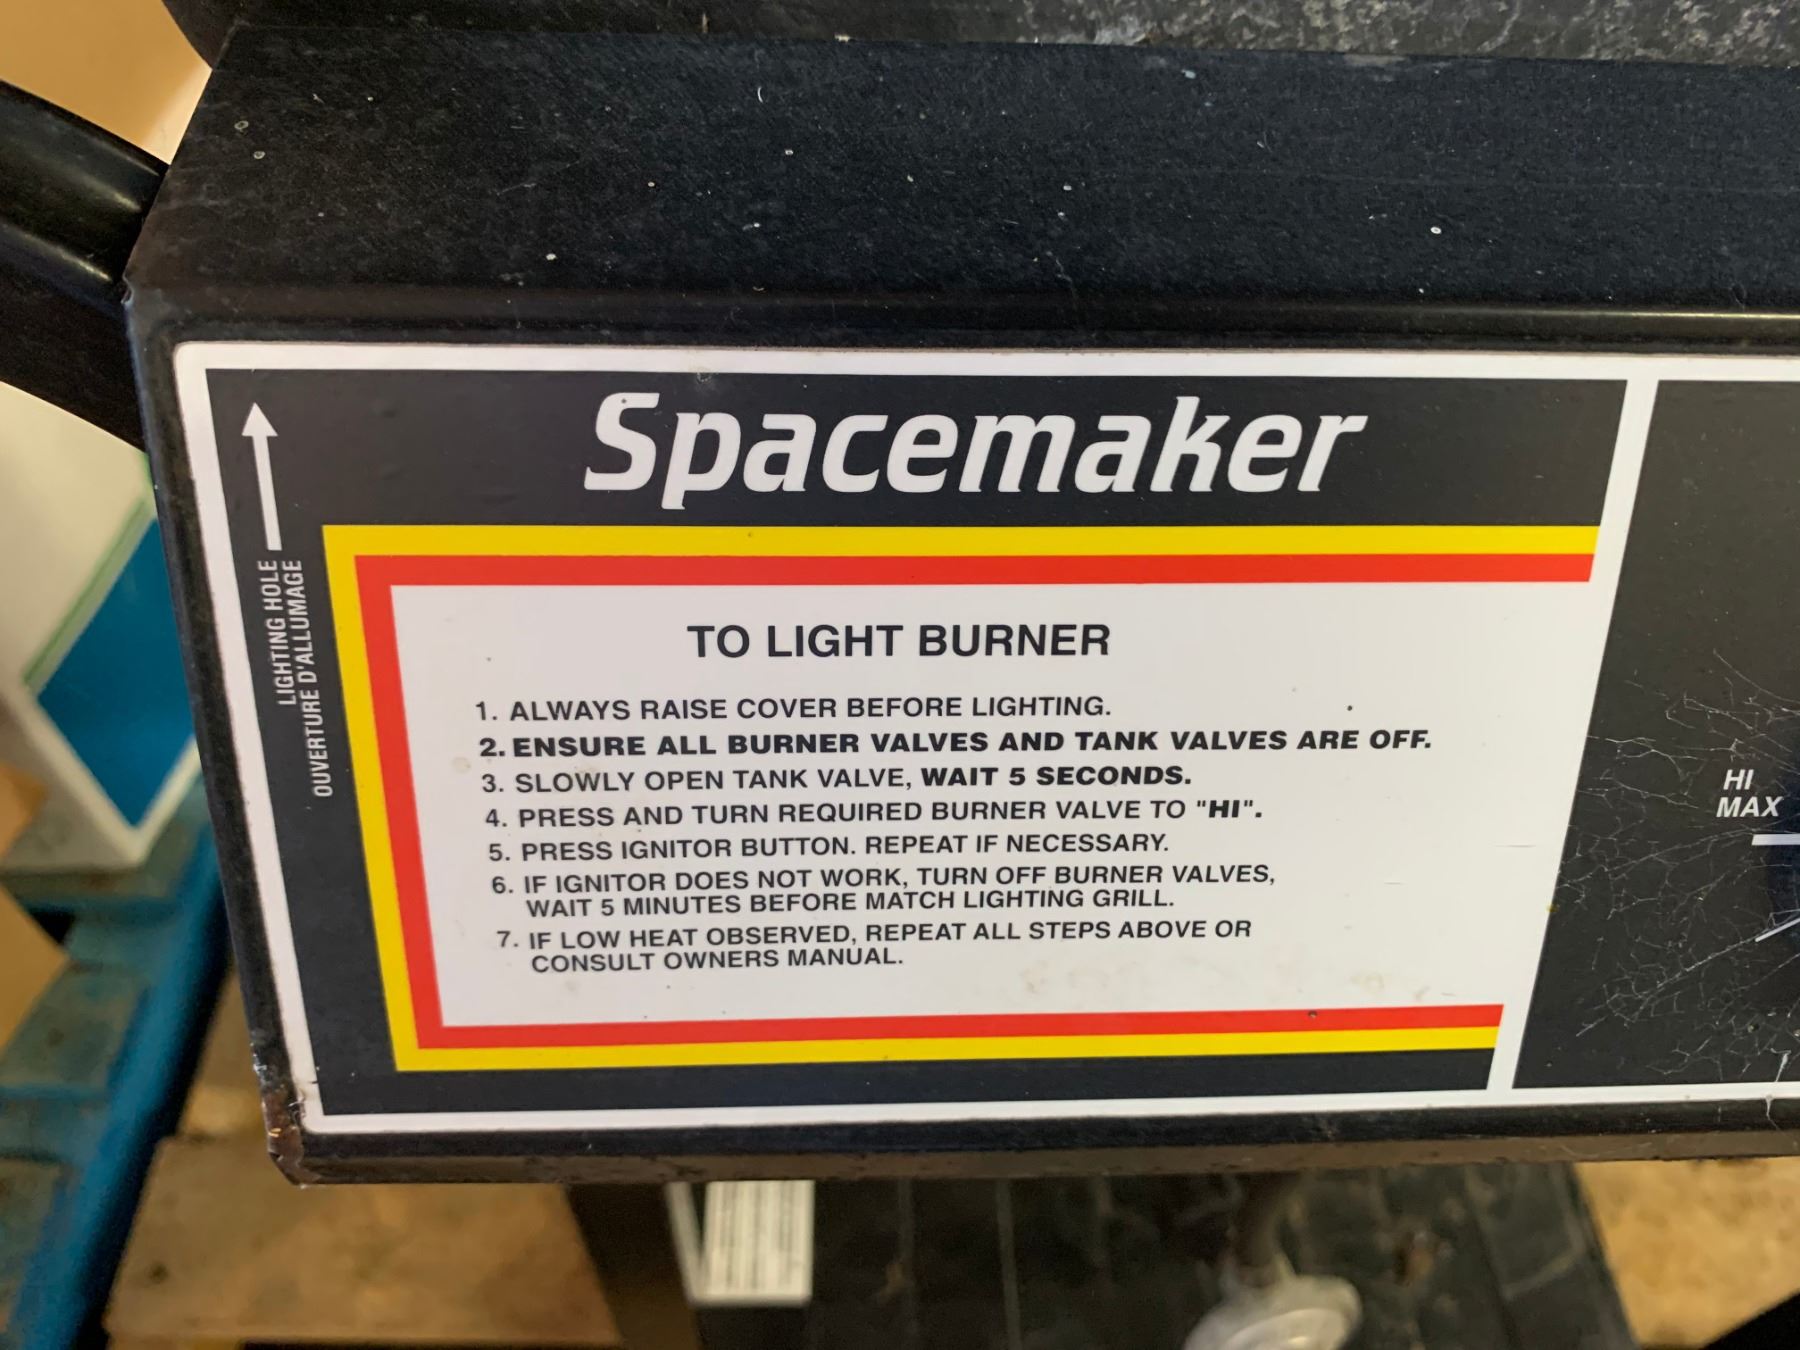 Spacemaker
LIGHTING HOLE
OUVERTURE D'ALLUMAGE
TO LIGHT BURNER
1. ALWAYS RAISE COVER BEFORE LIGHTING.
2. ENSURE ALL BURNER VALVES AND TANK VALVES ARE OFF.
3. SLOWLY OPEN TANK VALVE, WAIT 5 SECONDS.
4. PRESS AND TURN REQUIRED BURNER VALVE TO "HI".
5. PRESS IGNITOR BUTTON. REPEAT IF NECESSARY.
6. IF IGNITOR DOES NOT WORK, TURN OFF BURNER VALVES,
WAIT 5 MINUTES BEFORE MATCH LIGHTING GRILL.
7. IF LOW HEAT OBSERVED, REPEAT ALL STEPS ABOVE OR
CONSULT OWNERS MANUAL.
HI
MAX